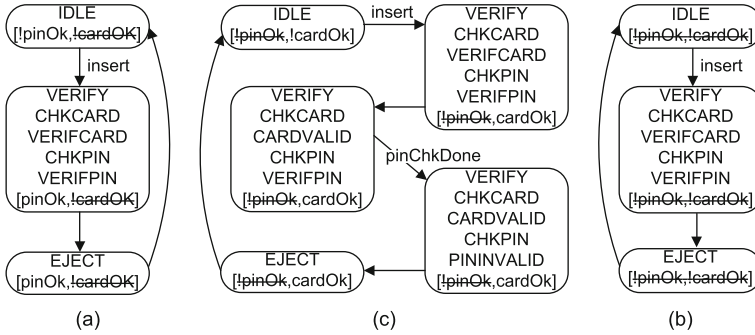 IDLE
[!pinOk,!cardOK]
insert
VERIFY
CHKCARD
VERIFCARD
CHKPIN
VERIFPIN
[pinOk,!cardOK]
EJECT
[pinOk,!cardOK]
(a)
IDLE
[!pinOk,!cardOk]
insert
VERIFY
CHKCARD
VERIFCARD
CHKPIN
VERIFPIN
[!pinOk,cardOk]
VERIFY
CHKCARD
CARDVALID
CHKPIN
VERIFPIN
[!pinOk,cardOk]
pinChkDone
VERIFY
CHKCARD
CARDVALID
CHKPIN
PININVALID
[!pinOk,cardOk]
EJECT
[!pinOk,cardOk]
(c)
IDLE
[!pinOk,!cardOk]
insert
VERIFY
CHKCARD
VERIFCARD
CHKPIN
VERIFPIN
[!pinOk,!cardOk]
EJECT
[!pinOk,!cardOk]
(b)